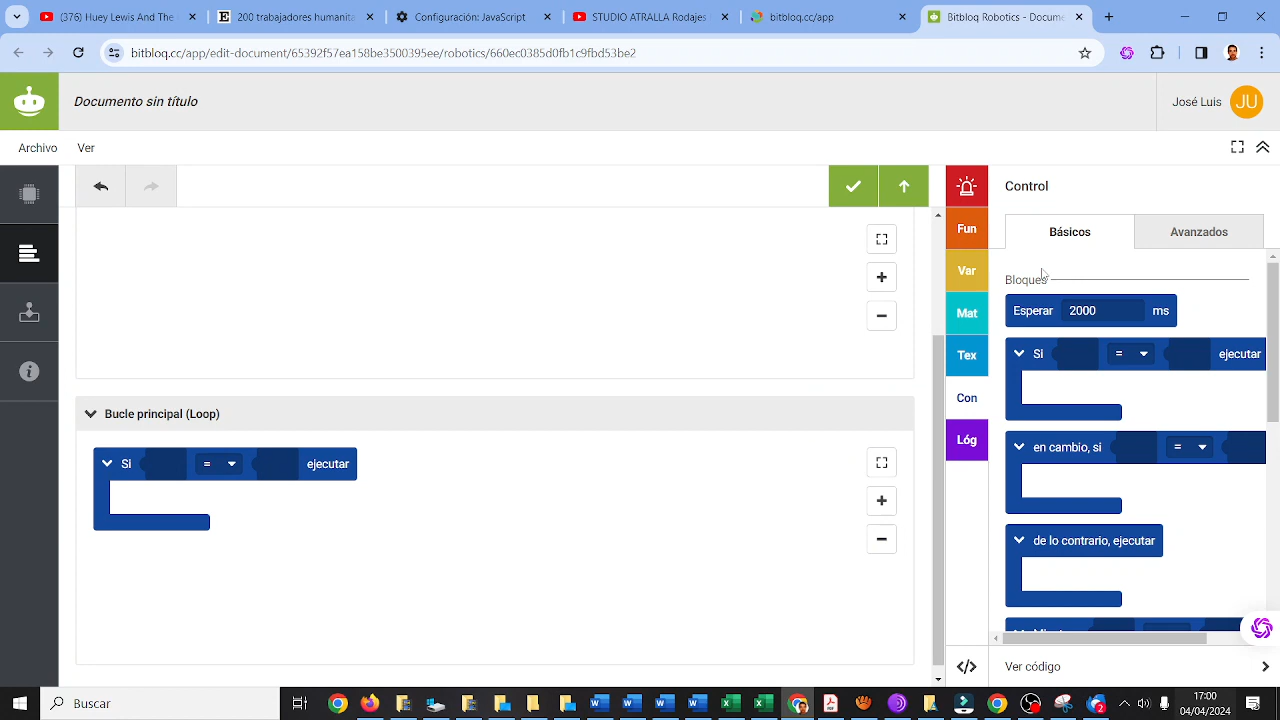 (376) Huey Lewis And The
200 trabajadores humanita
Configuración: JavaScript
STUDIO ATRALLA Rodajes
bitbloq.cc/app
Bitbloq Robotics - Docume
bitbloq.cc/app/edit-document/65392f57ea158be3500395ee/robotics/660ec0385d0fb1c9fbd53be2
Documento sin título
José Luis
JU
Archivo
Ver
Control
Fun
Básicos
Avanzados
Var
Bloques
Mat
Esperar 2000 ms
Tex
Si = ejecutar
Con
Bucle principal (Loop)
Lóg
en cambio, si =
Si = ejecutar
de lo contrario, ejecutar
</>
Ver código
Buscar
2
17:00
04/04/2024